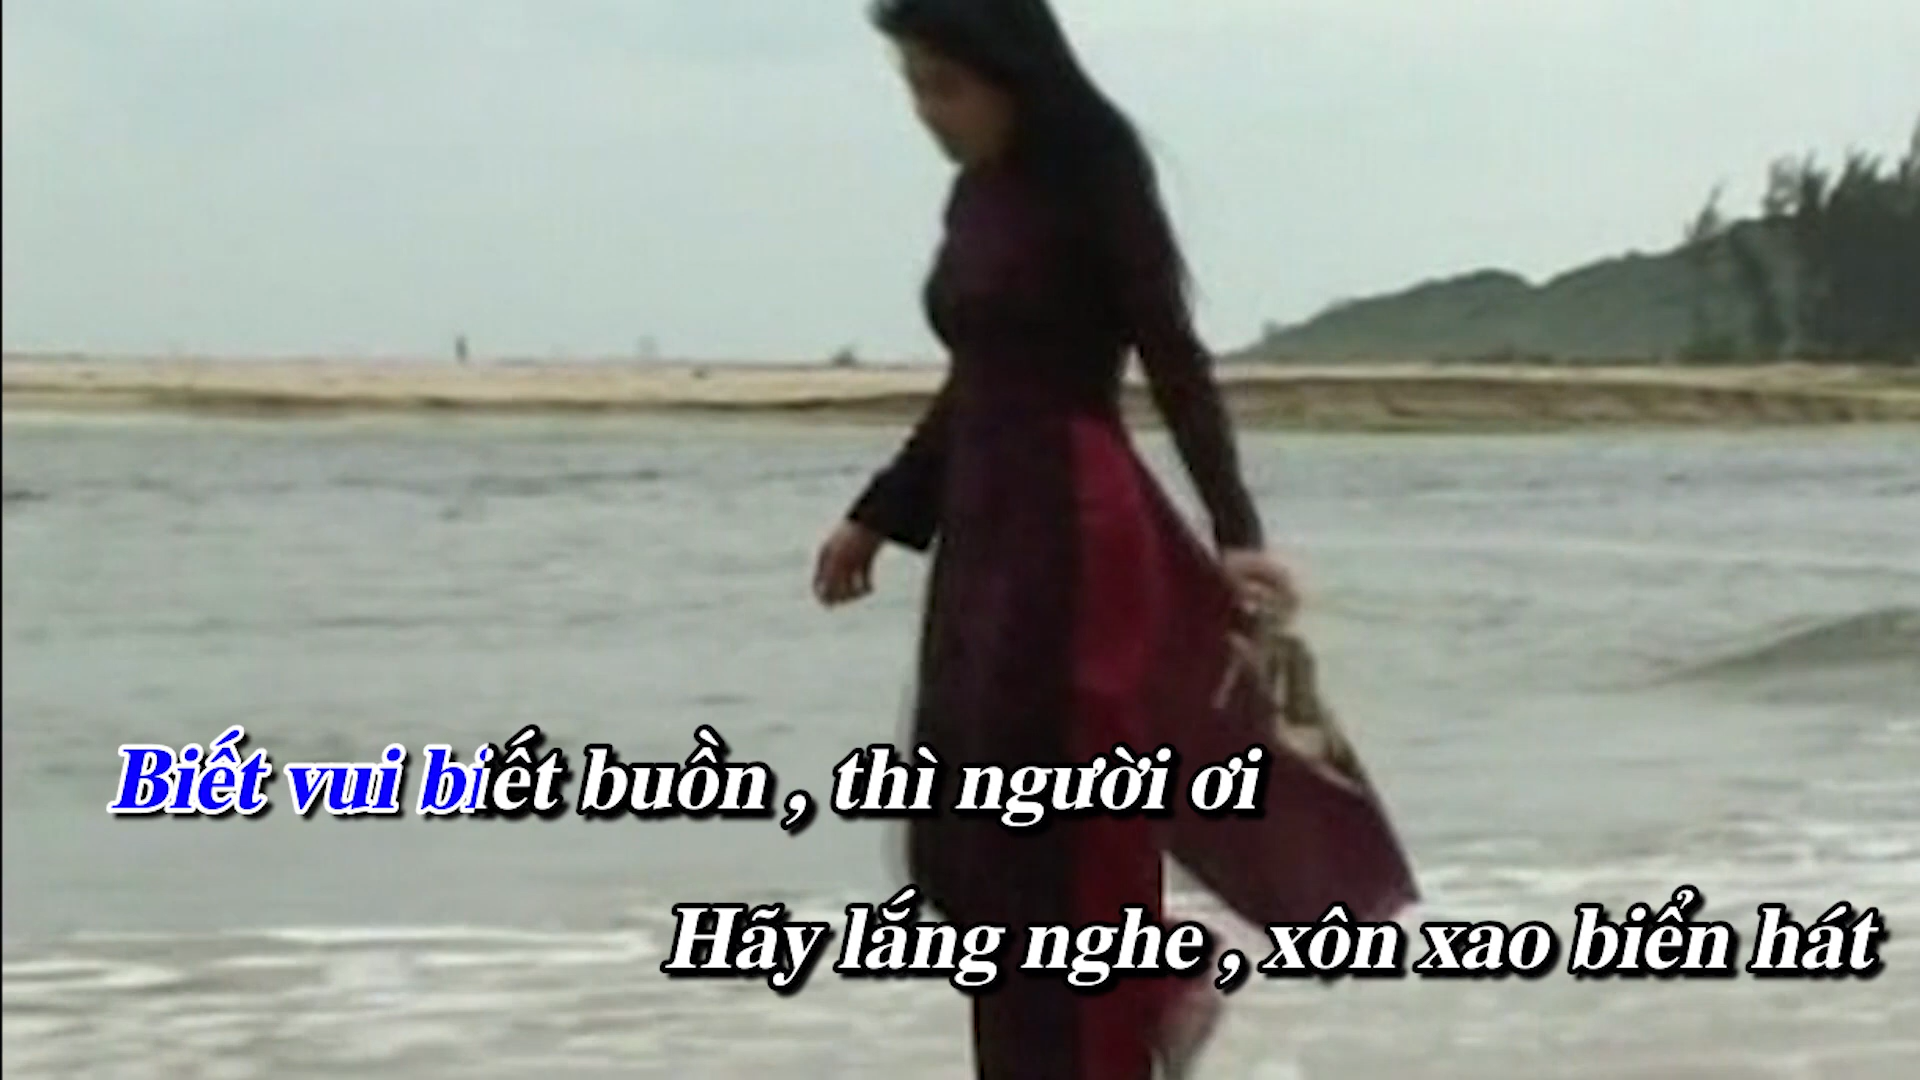 Biết vui biết buồn , thì người ơi
Hãy lắng nghe , xôn xao biển hát